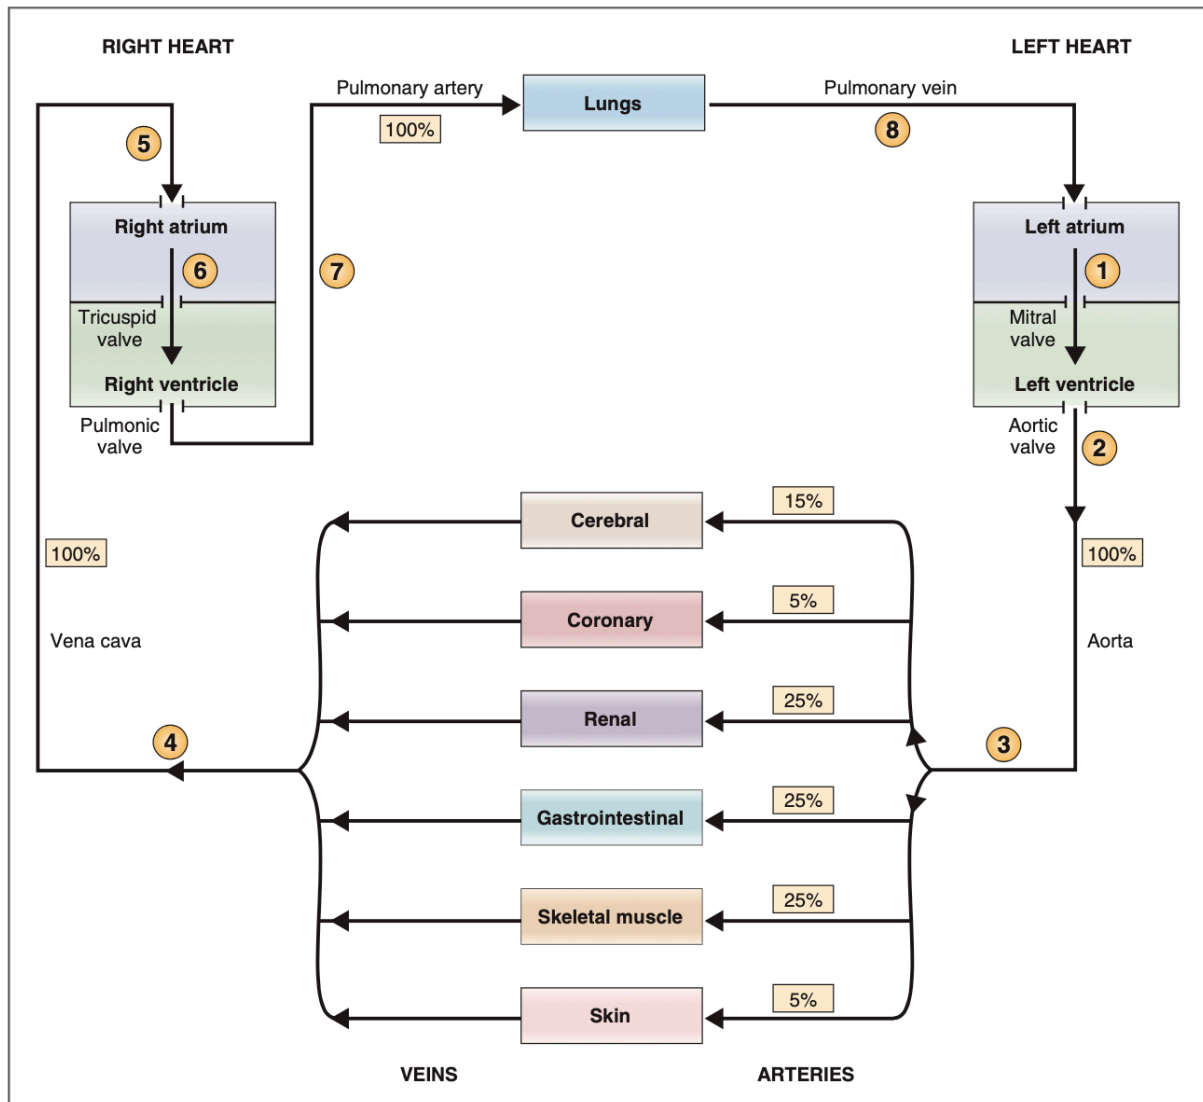 RIGHT HEART
LEFT HEART
Pulmonary artery
100%
Lungs
Pulmonary vein
8
5
Right atrium
6
Tricuspid
valve
Right ventricle
Pulmonic
valve
7
Left atrium
1
Mitral
valve
Left ventricle
Aortic
valve
2
100%
Aorta
3
15%
Cerebral
5%
Coronary
25%
Renal
25%
Gastrointestinal
25%
Skeletal muscle
5%
Skin
100%
Vena cava
4
VEINS
ARTERIES